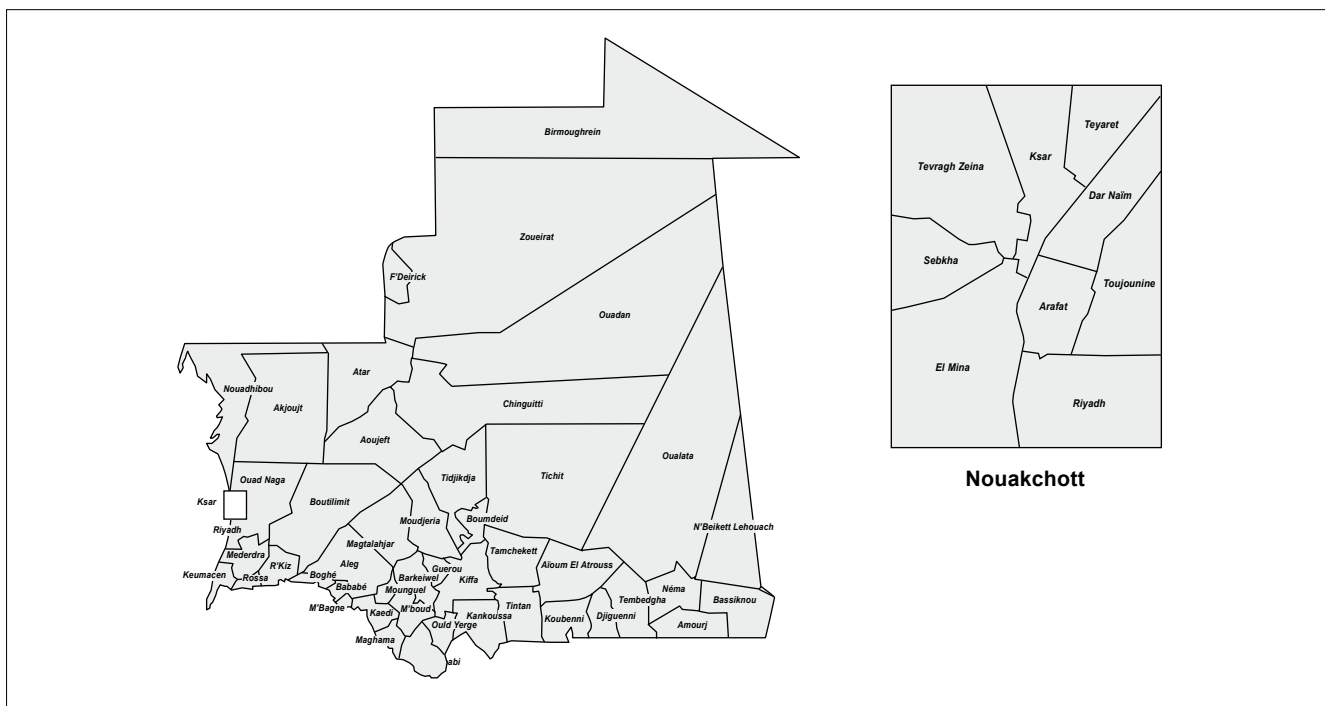 Birmoughrein
Zoueirat
F'Deirick
Ouadan
Atar
Nouadhibou
Akjoujt
Chinguitti
Aoujeft
Oualata
Tidjikdja
Tichit
Ouad Naga
Ksar
Boutilimit
Boumdeid
Moudjeria
N'Beikett Lehouach
Riyadh
Magtalahjar
Mederdra
Tamchekett
Aïoum El Atrouss
R'Kiz
Aleg
Guerou
Keumacen
Rossa
Boghé
Barkeiwel
Kiffa
Bababé
Mounguel
Néma
M'Bagne
Kaedi
M'boud
Tintan
Tembedgha
Bassiknou
Kankoussa
Koubenni
Djiguenni
Ould Yerge
Amourj
Maghama
abi
Teyaret
Ksar
Tevragh Zeina
Dar Naïm
Sebkha
Toujounine
Arafat
El Mina
Riyadh
Nouakchott